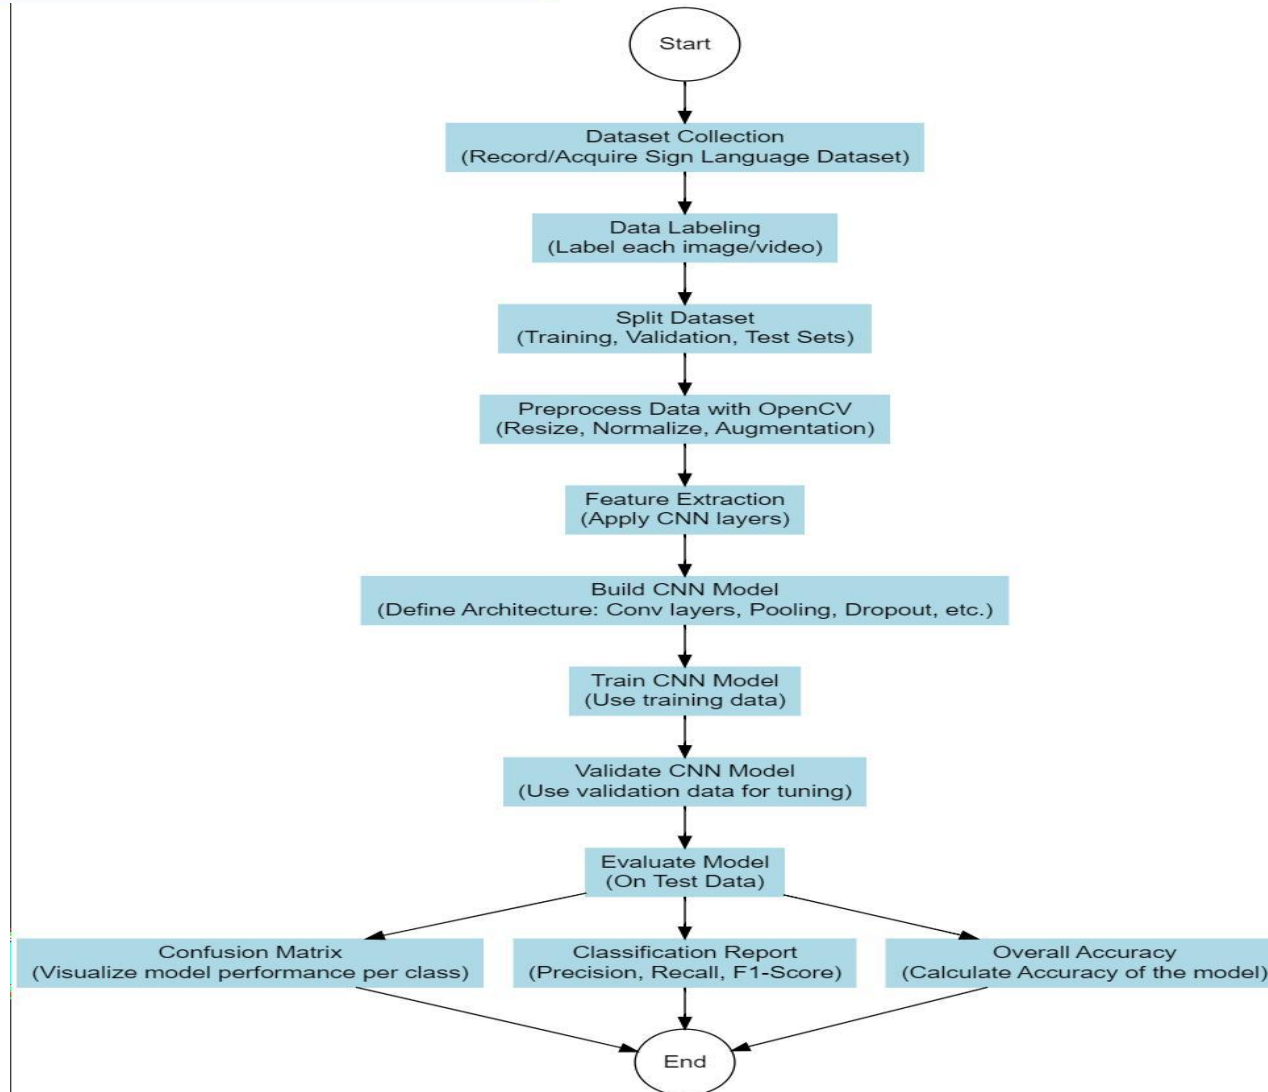 Start
Dataset Collection
(Record/Acquire Sign Language Dataset)
Data Labeling
(Label each image/video)
Split Dataset
(Training, Validation, Test Sets)
Preprocess Data with OpenCV
(Resize, Normalize, Augmentation)
Feature Extraction
(Apply CNN layers)
Build CNN Model
(Define Architecture: Conv layers, Pooling, Dropout, etc.)
Train CNN Model
(Use training data)
Validate CNN Model
(Use validation data for tuning)
Evaluate Model
(On Test Data)
Confusion Matrix
(Visualize model performance per class)
Classification Report
(Precision, Recall, F1-Score)
Overall Accuracy
(Calculate Accuracy of the model)
End